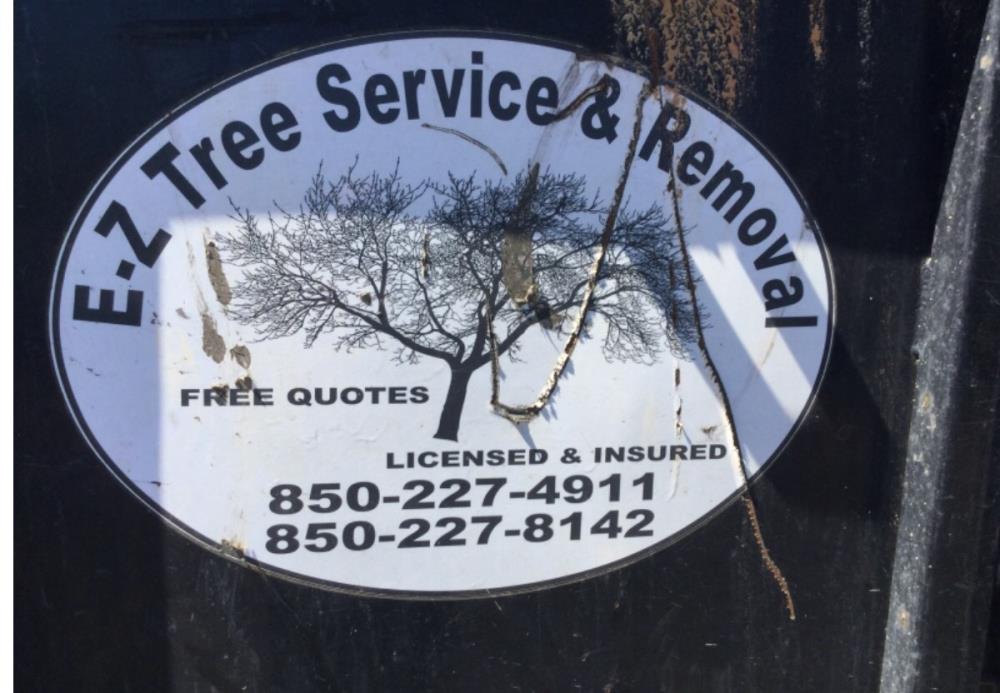 E-Z Tree Service & Removal
FREE QUOTES
LICENSED & INSURED
850-227-4911
850-227-8142